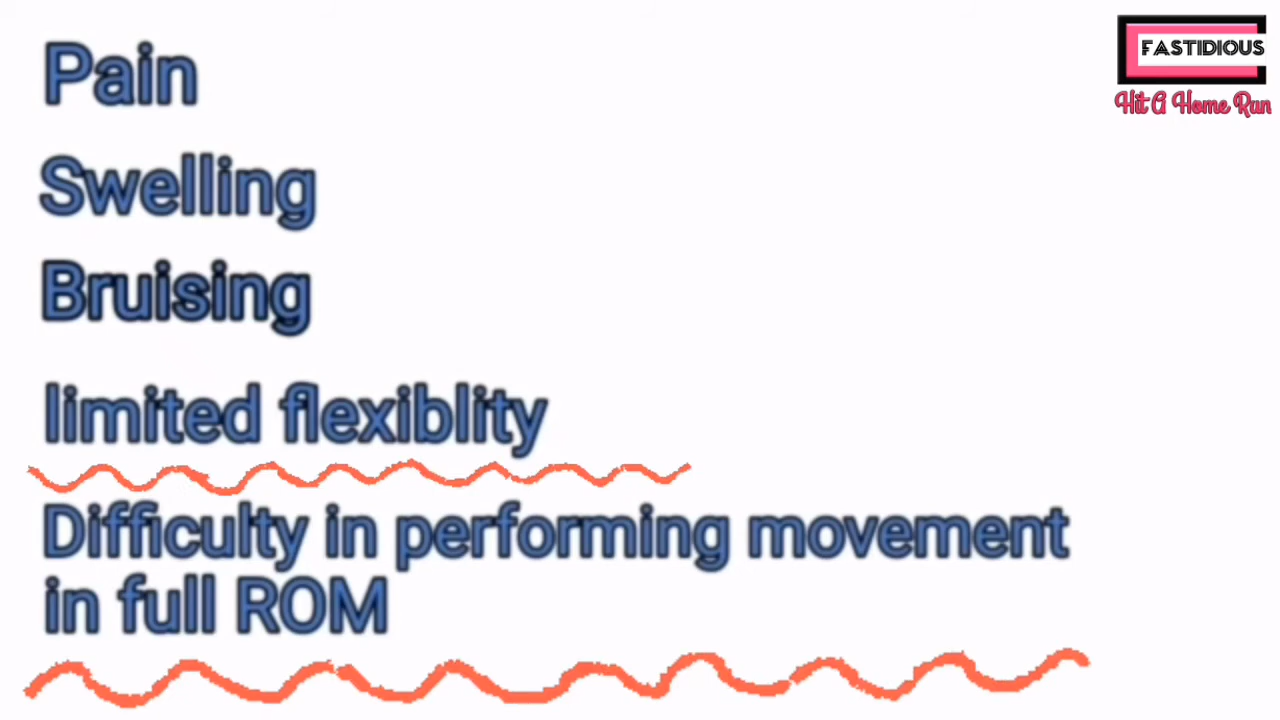 FASTIDIOUS
Hit A Home Run
Pain
Swelling
Bruising
limited flexiblity
Difficulty in performing movement
in full ROM